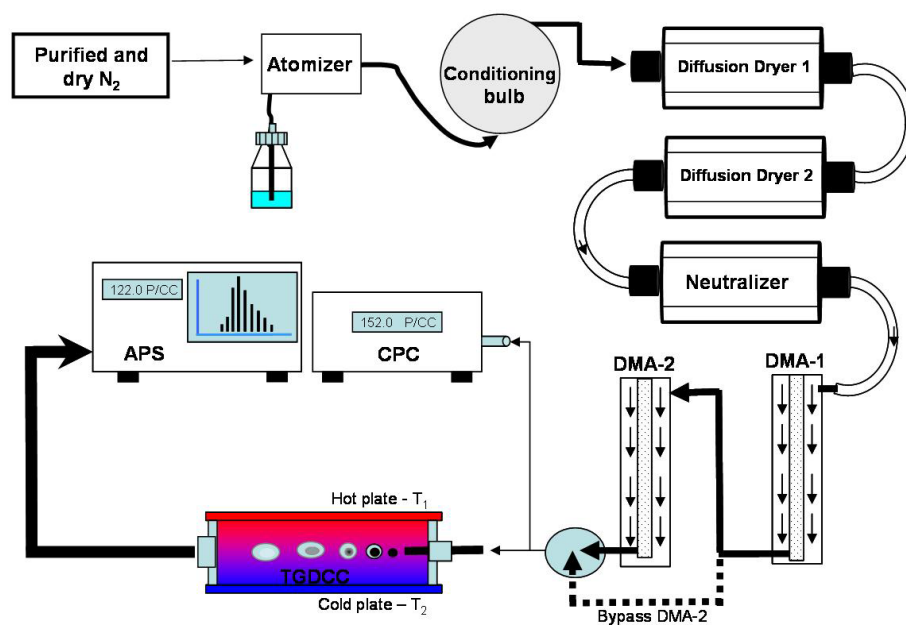 Purified and
dry N2
Atomizer
Conditioning
bulb
Diffusion Dryer 1
Diffusion Dryer 2
Neutralizer
122.0 P/CC
APS
152.0 P/CC
CPC
DMA-2
DMA-1
Hot plate - T1
TGDCC
Cold plate – T2
Bypass DMA-2